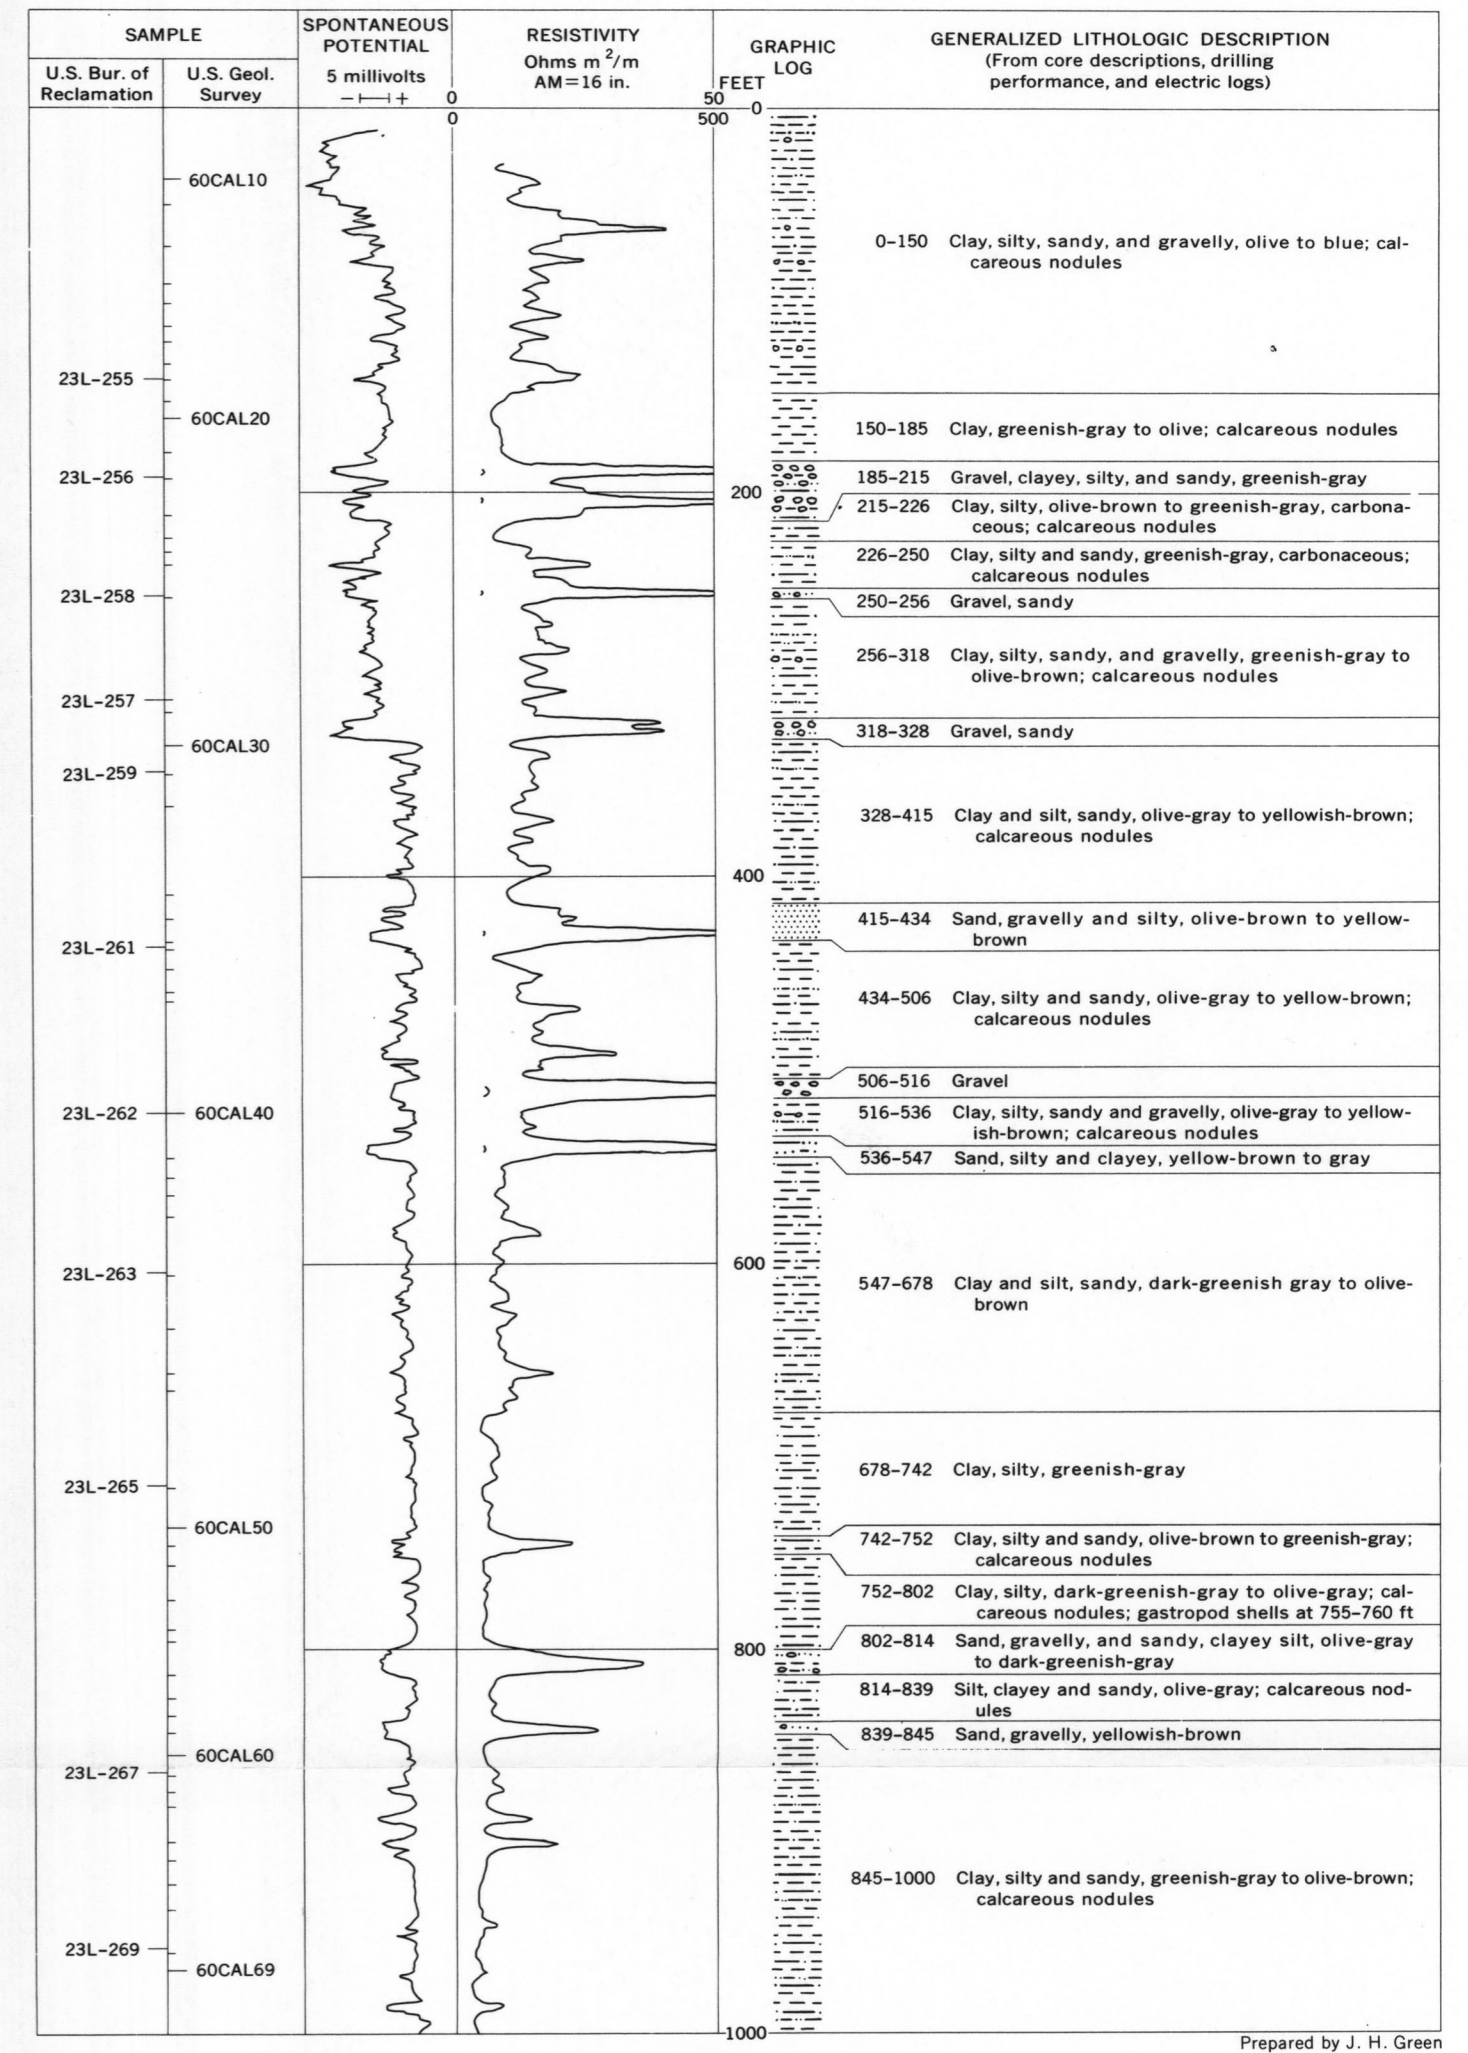 SAMPLE
U.S. Bur. of
Reclamation
U.S. Geol.
Survey
SPONTANEOUS
POTENTIAL
5 millivolts
− +
RESISTIVITY
Ohms m 2/m
AM=16 in.
0 50
0 500
FEET
GRAPHIC
LOG
GENERALIZED LITHOLOGIC DESCRIPTION
(From core descriptions, drilling
performance, and electric logs)
0
60CAL10
0–150 Clay, silty, sandy, and gravelly, olive to blue; cal-
careous nodules
23L–255
60CAL20
150–185 Clay, greenish-gray to olive; calcareous nodules
23L–256
185–215 Gravel, clayey, silty, and sandy, greenish-gray
200
215–226 Clay, silty, olive-brown to greenish-gray, carbona-
ceous; calcareous nodules
226–250 Clay, silty and sandy, greenish-gray, carbonaceous;
calcareous nodules
23L–258
250–256 Gravel, sandy
256–318 Clay, silty, sandy, and gravelly, greenish-gray to
olive-brown; calcareous nodules
23L–257
318–328 Gravel, sandy
60CAL30
23L–259
328–415 Clay and silt, sandy, olive-gray to yellowish-brown;
calcareous nodules
400
415–434 Sand, gravelly and silty, olive-brown to yellow-
brown
23L–261
434–506 Clay, silty and sandy, olive-gray to yellow-brown;
calcareous nodules
506–516 Gravel
23L–262
60CAL40
516–536 Clay, silty, sandy and gravelly, olive-gray to yellow-
ish-brown; calcareous nodules
536–547 Sand, silty and clayey, yellow-brown to gray
600
23L–263
547–678 Clay and silt, sandy, dark-greenish gray to olive-
brown
678–742 Clay, silty, greenish-gray
23L–265
60CAL50
742–752 Clay, silty and sandy, olive-brown to greenish-gray;
calcareous nodules
752–802 Clay, silty, dark-greenish-gray to olive-gray; cal-
careous nodules; gastropod shells at 755–760 ft
800
802–814 Sand, gravelly, and sandy, clayey silt, olive-gray
to dark-greenish-gray
814–839 Silt, clayey and sandy, olive-gray; calcareous nod-
ules
839–845 Sand, gravelly, yellowish-brown
60CAL60
23L–267
845–1000 Clay, silty and sandy, greenish-gray to olive-brown;
calcareous nodules
23L–269
60CAL69
1000
Prepared by J. H. Green